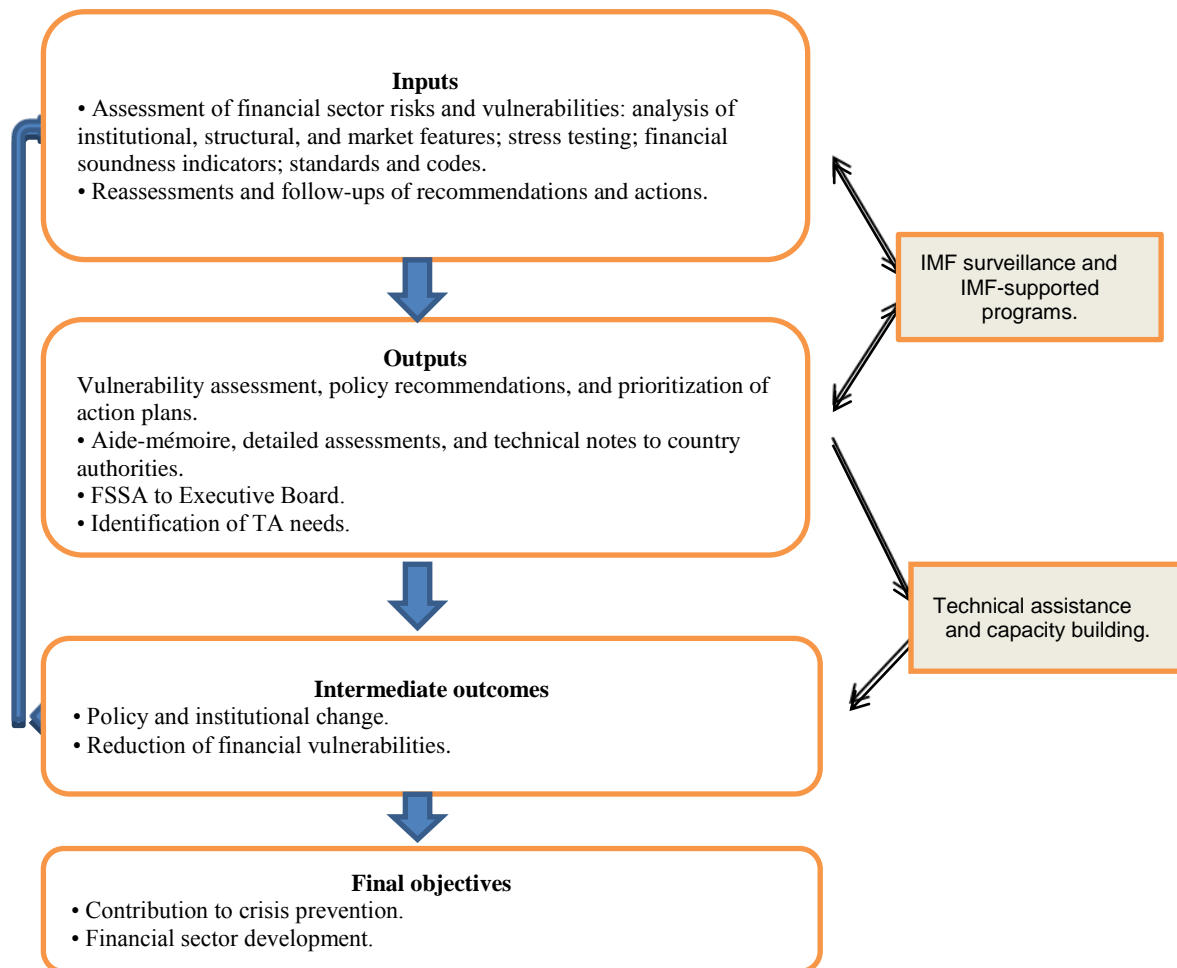 Inputs
• Assessment of financial sector risks and vulnerabilities: analysis of
institutional, structural, and market features; stress testing; financial
soundness indicators; standards and codes.
• Reassessments and follow-ups of recommendations and actions.
IMF surveillance and
IMF-supported
programs.
Outputs
Vulnerability assessment, policy recommendations, and prioritization of
action plans.
• Aide-mémoire, detailed assessments, and technical notes to country
authorities.
• FSSA to Executive Board.
• Identification of TA needs.
Technical assistance
and capacity building.
Intermediate outcomes
• Policy and institutional change.
• Reduction of financial vulnerabilities.
Final objectives
• Contribution to crisis prevention.
• Financial sector development.